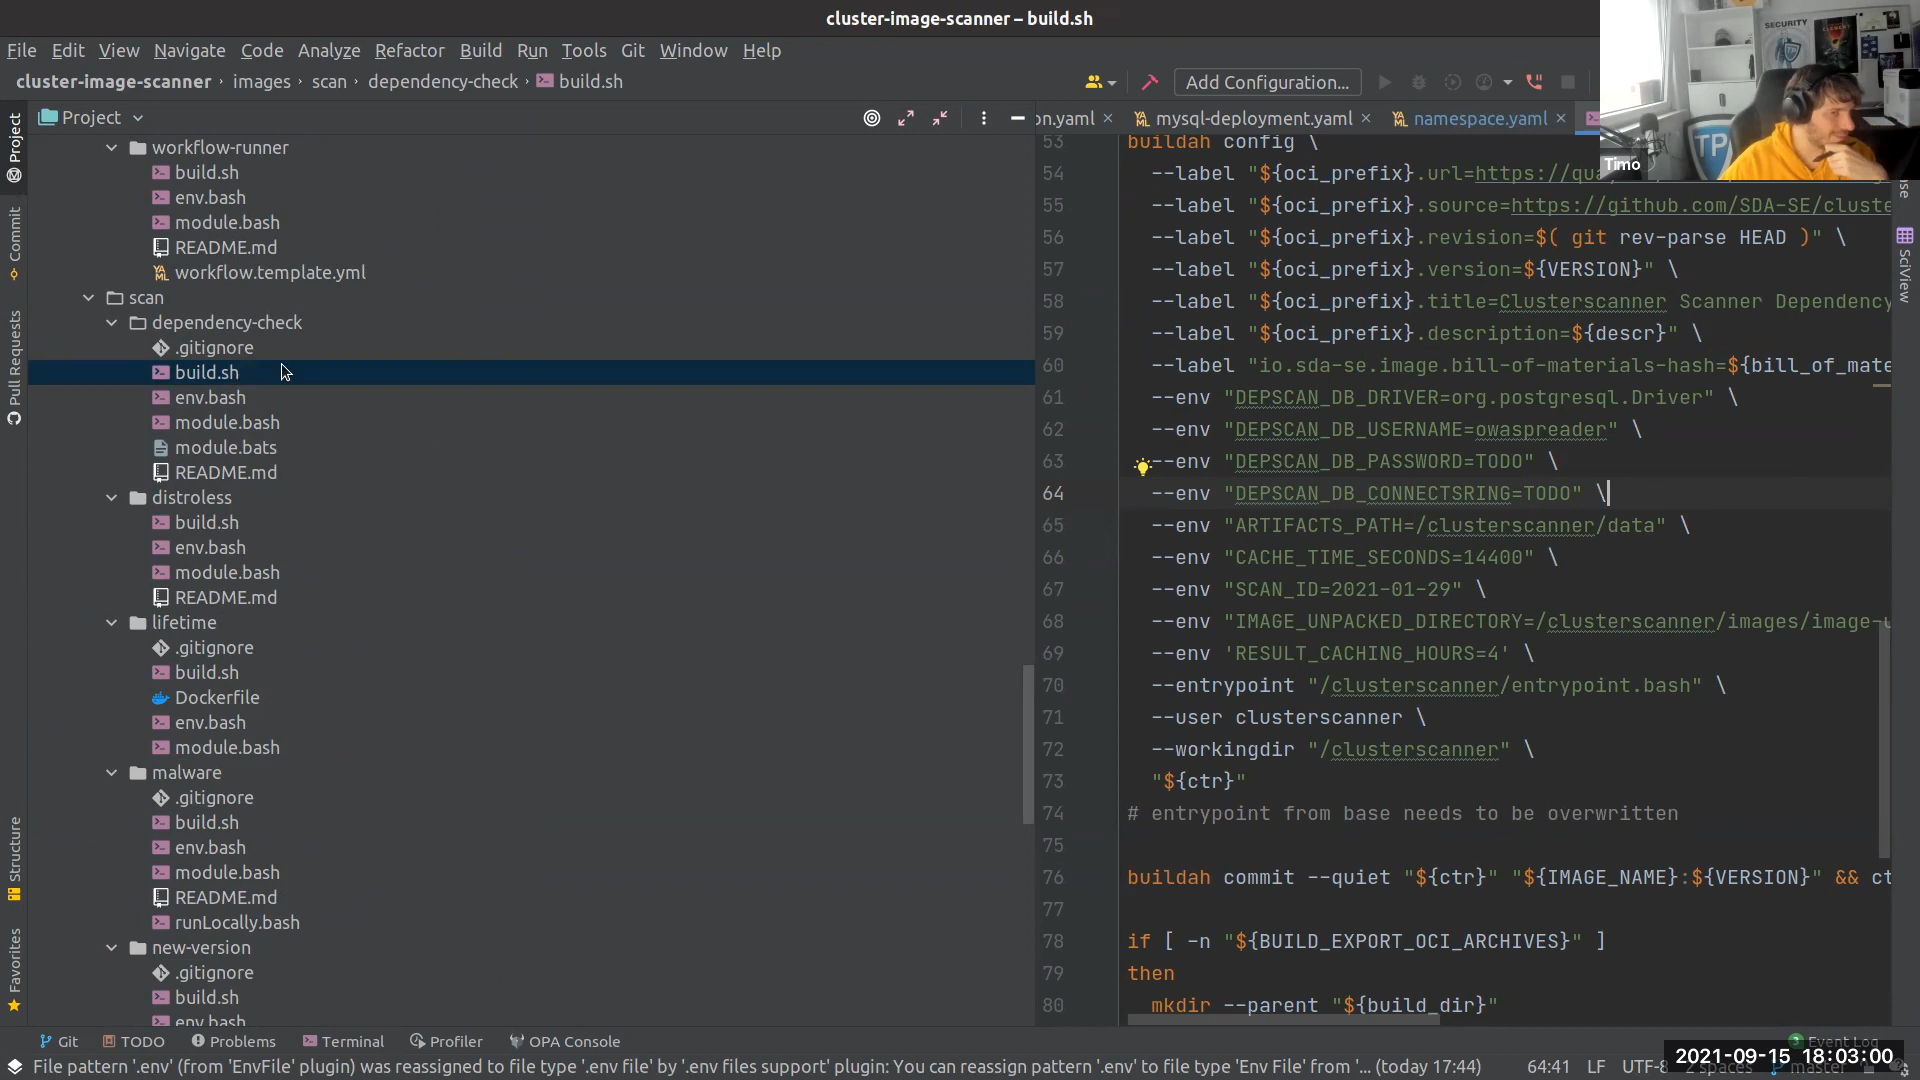 cluster-image-scanner – build.sh
File Edit View Navigate Code Analyze Refactor Build Run Tools Git Window Help
cluster-image-scanner › images › scan › dependency-check › build.sh
Add Configuration...
Project
on.yaml mysql-deployment.yaml namespace.yaml
Project
Commit
Pull Requests
Structure
Favorites
SciView
workflow-runner
build.sh
env.bash
module.bash
README.md
workflow.template.yml
scan
dependency-check
.gitignore
build.sh
env.bash
module.bash
module.bats
README.md
distroless
build.sh
env.bash
module.bash
README.md
lifetime
.gitignore
build.sh
Dockerfile
env.bash
module.bash
malware
.gitignore
build.sh
env.bash
module.bash
README.md
runLocally.bash
new-version
.gitignore
build.sh
env.bash
53 buildah config \
54 --label "${oci_prefix}.url=https://qu
55 --label "${oci_prefix}.source=https://github.com/SDA-SE/cluste
56 --label "${oci_prefix}.revision=$( git rev-parse HEAD )" \
57 --label "${oci_prefix}.version=${VERSION}" \
58 --label "${oci_prefix}.title=Clusterscanner Scanner Dependency
59 --label "${oci_prefix}.description=${descr}" \
60 --label "io.sda-se.image.bill-of-materials-hash=${bill_of_mate
61 --env "DEPSCAN_DB_DRIVER=org.postgresql.Driver" \
62 --env "DEPSCAN_DB_USERNAME=owaspreader" \
63 --env "DEPSCAN_DB_PASSWORD=TODO" \
64 --env "DEPSCAN_DB_CONNECTSRING=TODO" \
65 --env "ARTIFACTS_PATH=/clusterscanner/data" \
66 --env "CACHE_TIME_SECONDS=14400" \
67 --env "SCAN_ID=2021-01-29" \
68 --env "IMAGE_UNPACKED_DIRECTORY=/clusterscanner/images/image-u
69 --env 'RESULT_CACHING_HOURS=4' \
70 --entrypoint "/clusterscanner/entrypoint.bash" \
71 --user clusterscanner \
72 --workingdir "/clusterscanner" \
73 "${ctr}"
74 # entrypoint from base needs to be overwritten
75
76 buildah commit --quiet "${ctr}" "${IMAGE_NAME}:${VERSION}" && ct
77
78 if [ -n "${BUILD_EXPORT_OCI_ARCHIVES}" ]
79 then
80 mkdir --parent "${build_dir}"
SECURITY
TP
Timo
Git TODO Problems Terminal Profiler OPA Console 3 Event Log
File pattern '.env' (from 'EnvFile' plugin) was reassigned to file type '.env file' by '.env files support' plugin: You can reassign pattern '.env' to file type 'Env File' from '... (today 17:44) 64:41 LF UTF-8 2 spaces master
2021-09-15 18:03:00